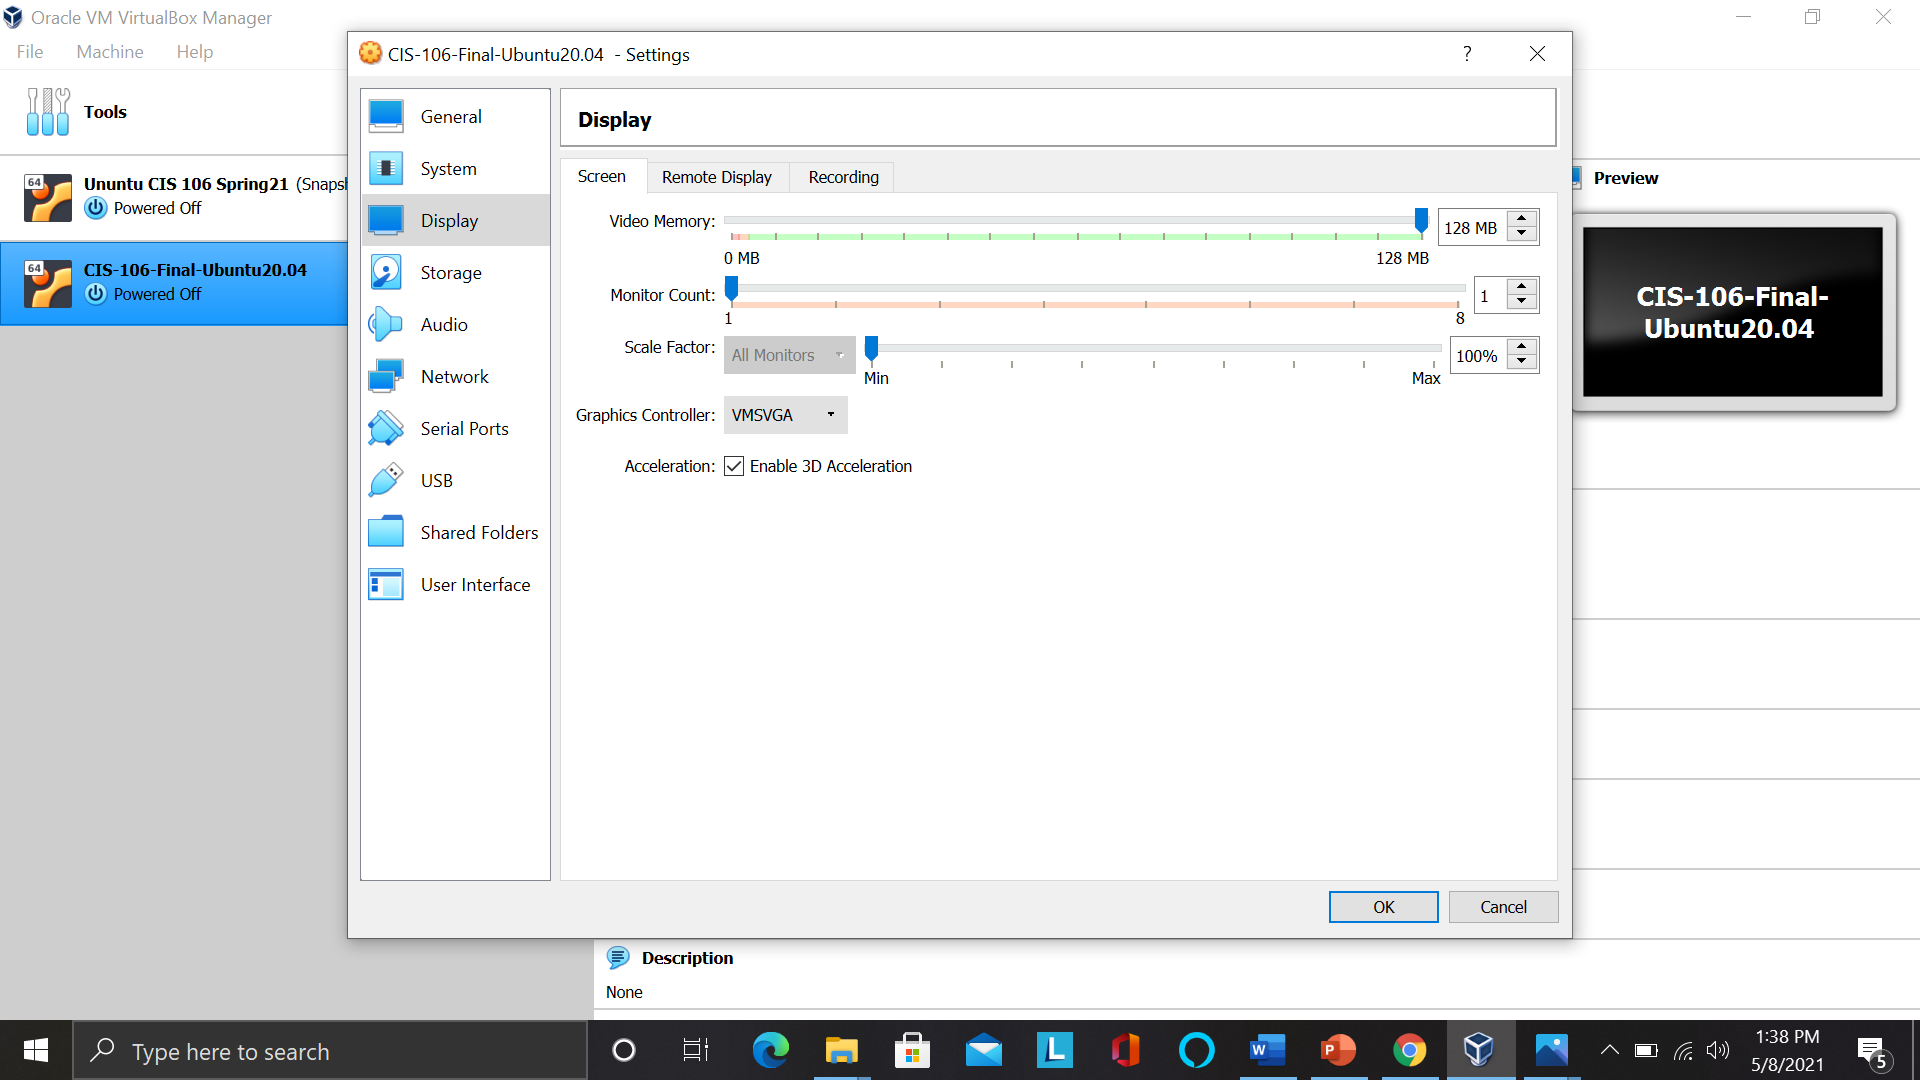 Oracle VM VirtualBox Manager
File Machine Help
Tools
64
Ununtu CIS 106 Spring21 (Snaps
Powered Off
64
CIS-106-Final-Ubuntu20.04
Powered Off
CIS-106-Final-Ubuntu20.04 - Settings
?
General
System
Display
Storage
Audio
Network
Serial Ports
USB
Shared Folders
User Interface
Display
Screen Remote Display Recording
Video Memory: 128 MB
0 MB 128 MB
Monitor Count: 1
1 8
Scale Factor: All Monitors 100%
Min Max
Graphics Controller: VMSVGA
Acceleration: Enable 3D Acceleration
OK Cancel
Preview
CIS-106-Final-
Ubuntu20.04
Description
None
Type here to search
L
W
P
1:38 PM
5/8/2021
5